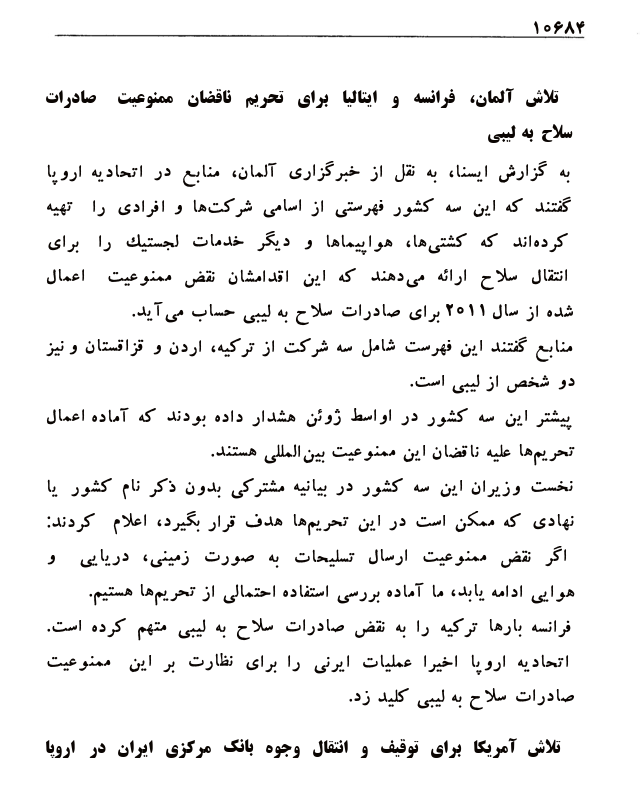 ۱۰۶۸۴
تلاش آلمان، فرانسه و ایتالیا برای تحریم ناقضان ممنوعیت صادرات
سلاح به لیبی
به گزارش ایسنا، به نقل از خبرگزاری آلمان، منابع در اتحادیه اروپا
گفتند که این سه کشور فهرستی از اسامی شرکت‌ها و افرادی را تهیه
کرده‌اند که کشتی‌ها، هواپیماها و دیگر خدمات لجستیك را برای
انتقال سلاح ارائه می‌دهند که این اقدامشان نقض ممنوعیت اعمال
شده از سال ۲۰۱۱ برای صادرات سلاح به لیبی حساب می‌آید.
منابع گفتند این فهرست شامل سه شرکت از ترکیه، اردن و قزاقستان و نیز
دو شخص از لیبی است.
پیشتر این سه کشور در اواسط ژوئن هشدار داده بودند که آماده اعمال
تحریم‌ها علیه ناقضان این ممنوعیت بین‌المللی هستند.
نخست وزیران این سه کشور در بیانیه مشترکی بدون ذکر نام کشور یا
نهادی که ممکن است در این تحریم‌ها هدف قرار بگیرد، اعلام کردند:
اگر نقض ممنوعیت ارسال تسلیحات به صورت زمینی، دریایی و
هوایی ادامه یابد، ما آماده بررسی استفاده احتمالی از تحریم‌ها هستیم.
فرانسه بارها ترکیه را به نقض صادرات سلاح به لیبی متهم کرده است.
اتحادیه اروپا اخیرا عملیات ایرنی را برای نظارت بر این ممنوعیت
صادرات سلاح به لیبی کلید زد.
تلاش آمریکا برای توقیف و انتقال وجوه بانک مرکزی ایران در اروپا